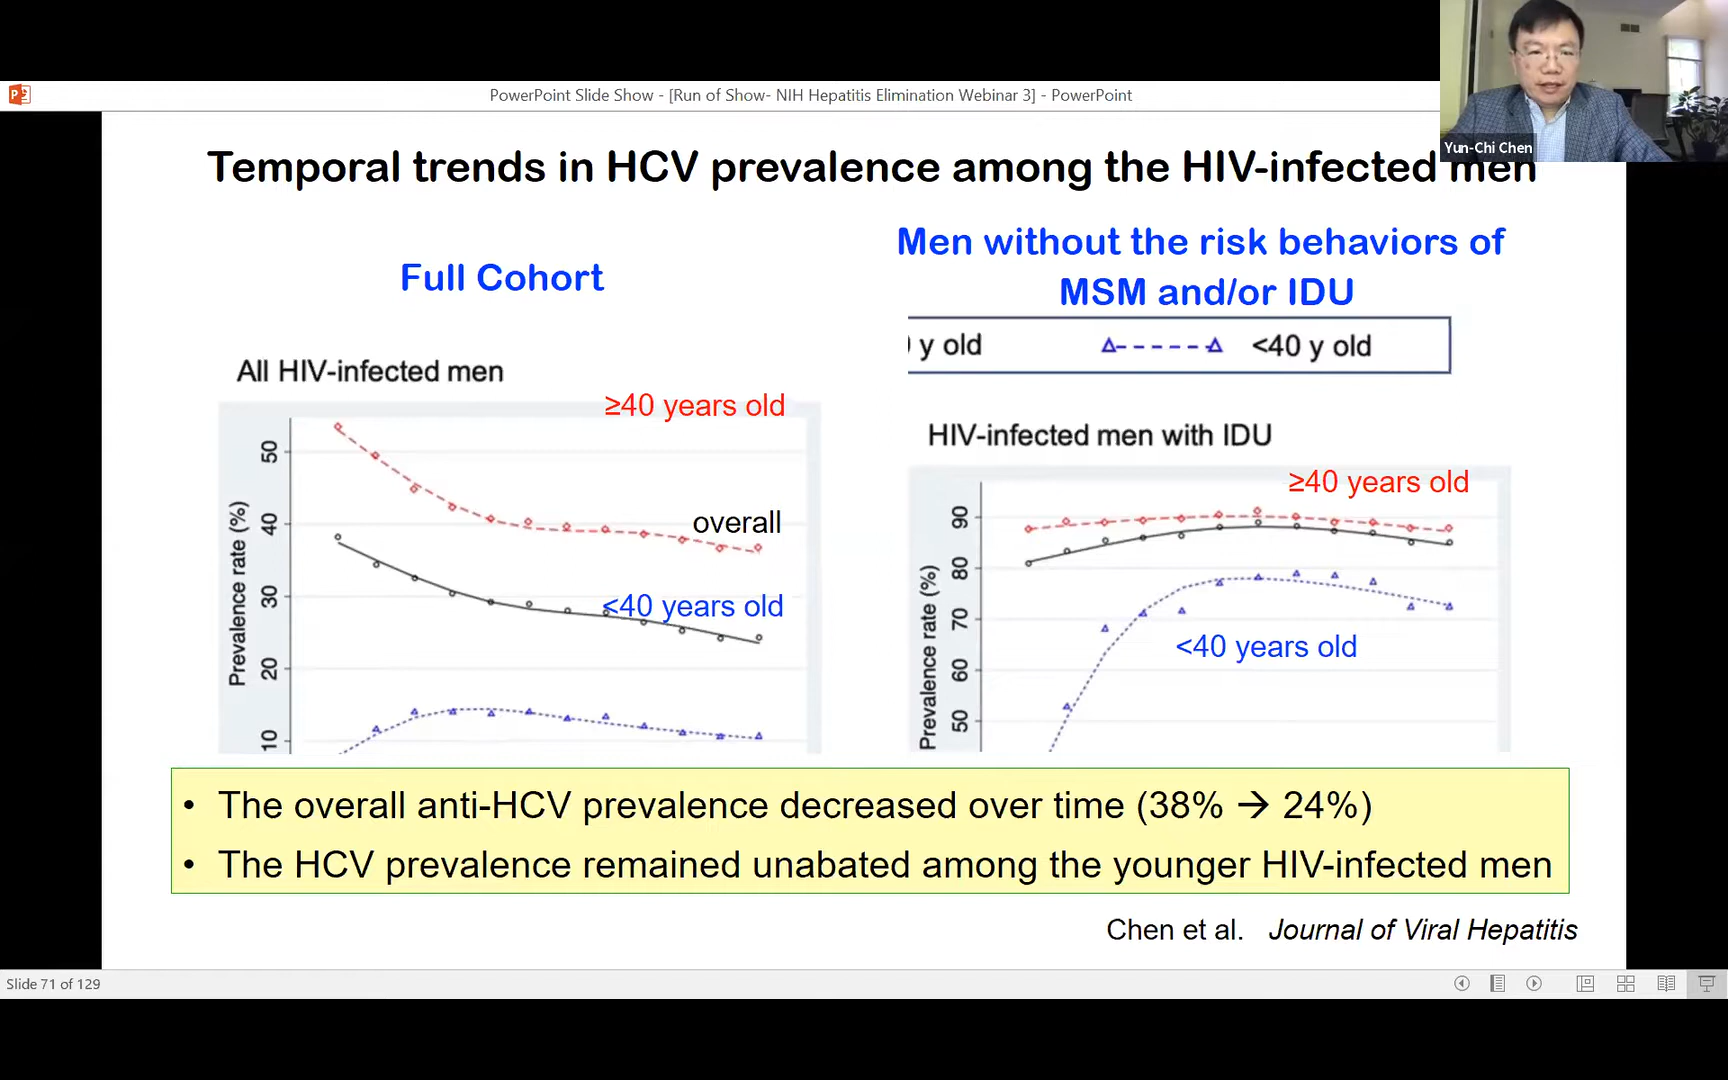 PowerPoint Slide Show - [Run of Show- NIH Hepatitis Elimination Webinar 3] - PowerPoint
Yun-Chi Chen
Temporal trends in HCV prevalence among the HIV-infected men
Full Cohort
Men without the risk behaviors of
MSM and/or IDU
y old <40 y old
All HIV-infected men
≥40 years old
overall
<40 years old
Prevalence rate (%)
50
40
30
20
10
HIV-infected men with IDU
≥40 years old
<40 years old
Prevalence rate (%)
90
80
70
60
50
• The overall anti-HCV prevalence decreased over time (38% → 24%)
• The HCV prevalence remained unabated among the younger HIV-infected men
Chen et al. Journal of Viral Hepatitis
Slide 71 of 129